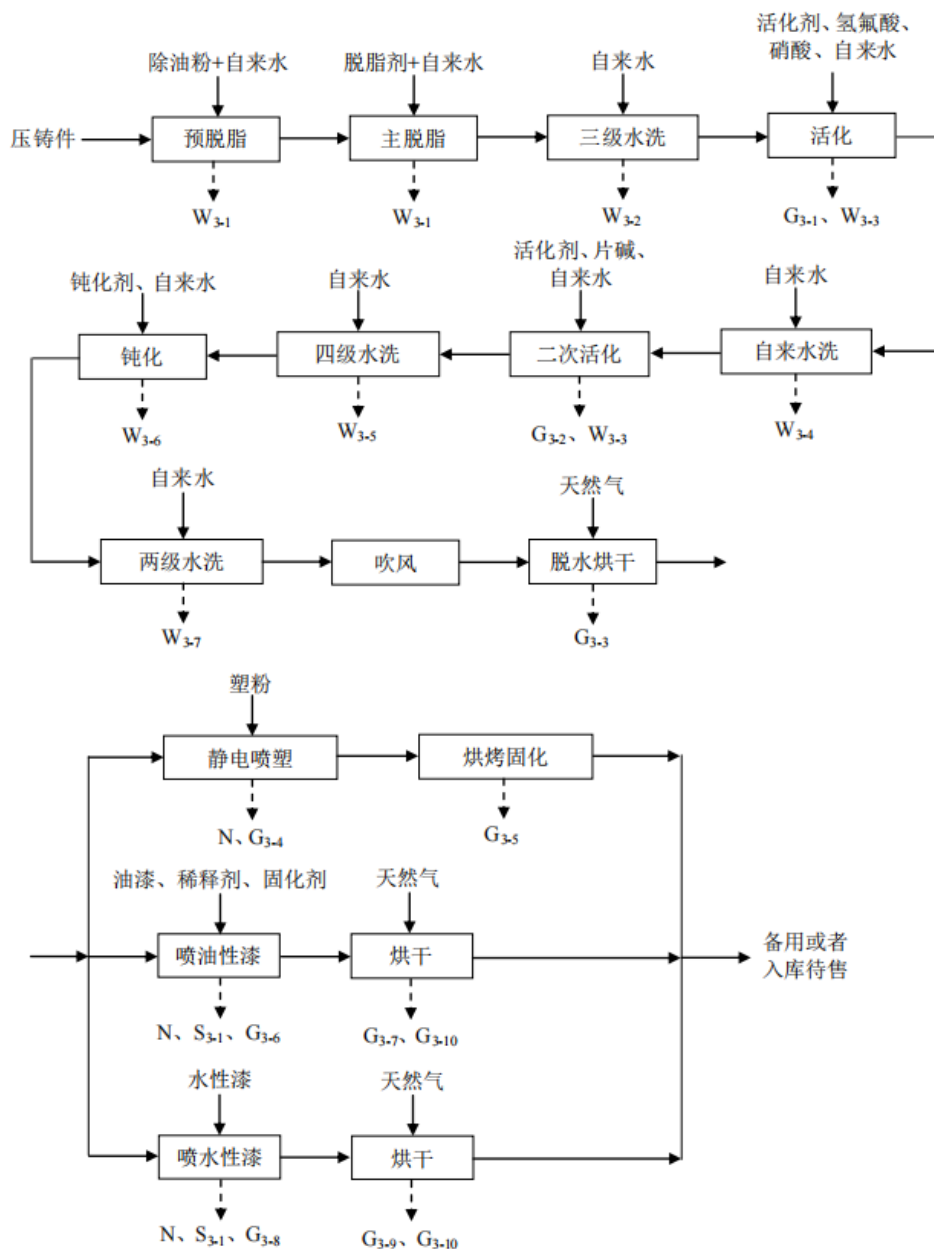 除油粉+自来水
脱脂剂+自来水
自来水
活化剂、氢氟酸、
硝酸、自来水
压铸件
预脱脂
主脱脂
三级水洗
活化
W3-1
W3-1
W3-2
G3-1、W3-3
钝化剂、自来水
自来水
活化剂、片碱、
自来水
自来水
钝化
四级水洗
二次活化
自来水洗
W3-6
W3-5
G3-2、W3-3
W3-4
自来水
天然气
两级水洗
吹风
脱水烘干
W3-7
G3-3
塑粉
静电喷塑
烘烤固化
N、G3-4
G3-5
油漆、稀释剂、固化剂
天然气
喷油性漆
烘干
备用或者
入库待售
N、S3-1、G3-6
G3-7、G3-10
水性漆
天然气
喷水性漆
烘干
N、S3-1、G3-8
G3-9、G3-10